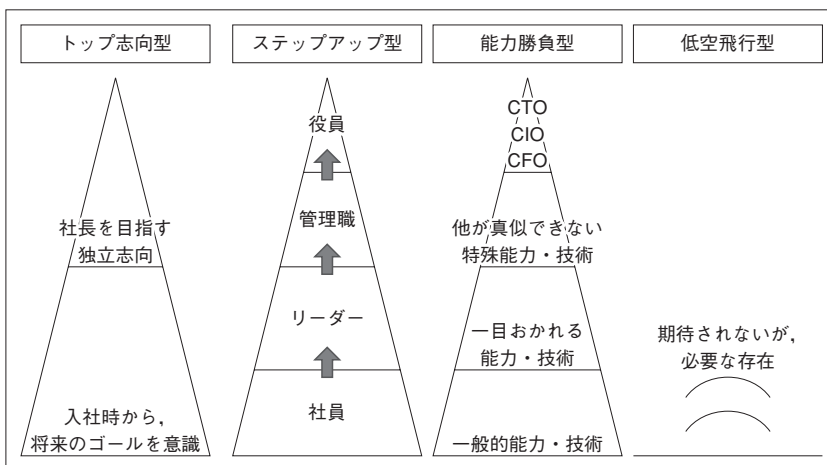 トップ志向型
社長を目指す
独立志向
入社時から，
将来のゴールを意識
ステップアップ型
役員
管理職
リーダー
社員
能力勝負型
CTO
CIO
CFO
他が真似できない
特殊能力・技術
一目おかれる
能力・技術
一般的能力・技術
低空飛行型
期待されないが，
必要な存在